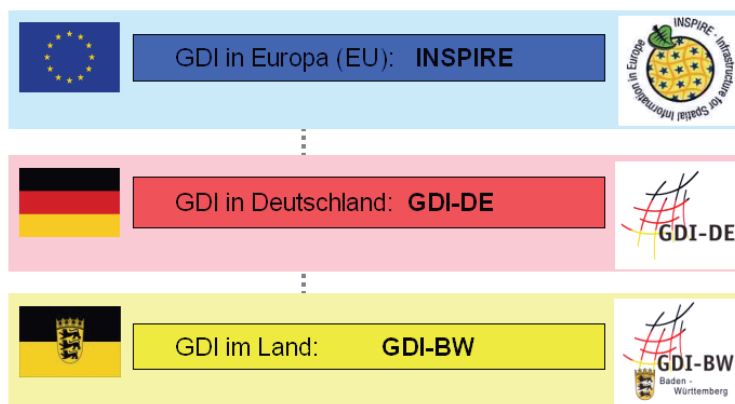 GDI in Europa (EU): INSPIRE
INSPIRE - Infrastructure for Spatial Information in Europe
GDI in Deutschland: GDI-DE
GDI-DE
GDI im Land: GDI-BW
GDI-BW
Baden -
Württemberg